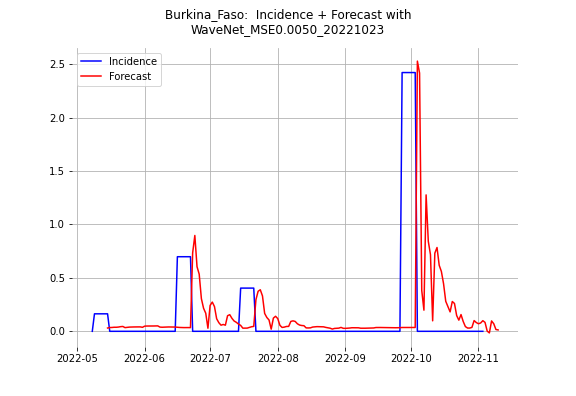 Burkina_Faso:  Incidence + Forecast with
WaveNet_MSE0.0050_20221023
Incidence
Forecast
2.5
2.0
1.5
1.0
0.5
0.0
2022-05 2022-06 2022-07 2022-08 2022-09 2022-10 2022-11